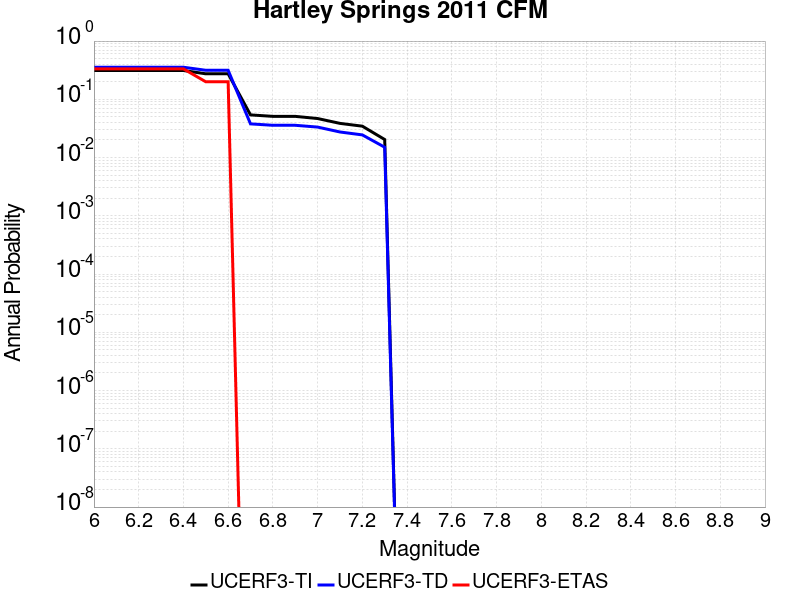 Hartley Springs 2011 CFM
10^0
10^-1
10^-2
10^-3
10^-4
10^-5
10^-6
10^-7
10^-8
Annual Probability
6 6.2 6.4 6.6 6.8 7 7.2 7.4 7.6 7.8 8 8.2 8.4 8.6 8.8 9
Magnitude
UCERF3-TI UCERF3-TD UCERF3-ETAS